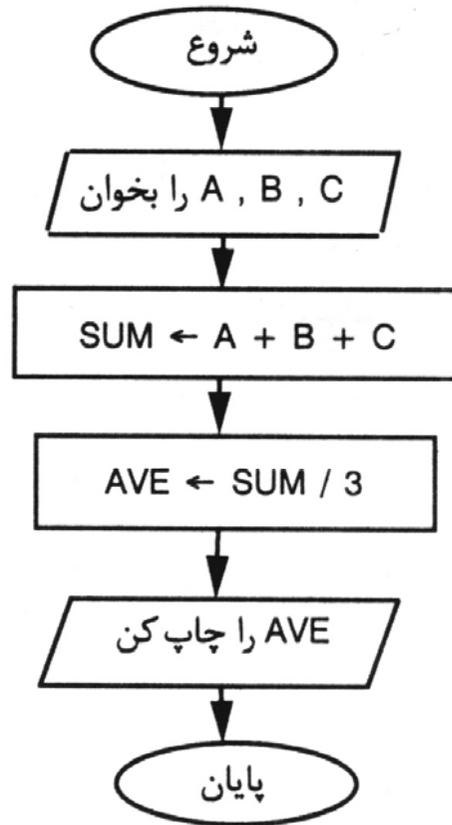 شروع
A , B , C را بخوان
SUM ← A + B + C
AVE ← SUM / 3
AVE را چاپ کن
پایان